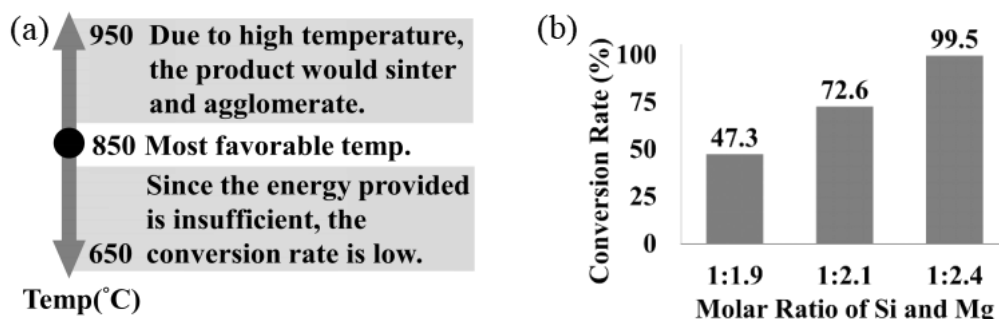 (a)
950 Due to high temperature,
the product would sinter
and agglomerate.
850 Most favorable temp.
Since the energy provided
is insufficient, the
650 conversion rate is low.
Temp(°C)
(b)
Conversion Rate (%)
100
75
50
25
0
47.3
72.6
99.5
1:1.9 1:2.1 1:2.4
Molar Ratio of Si and Mg